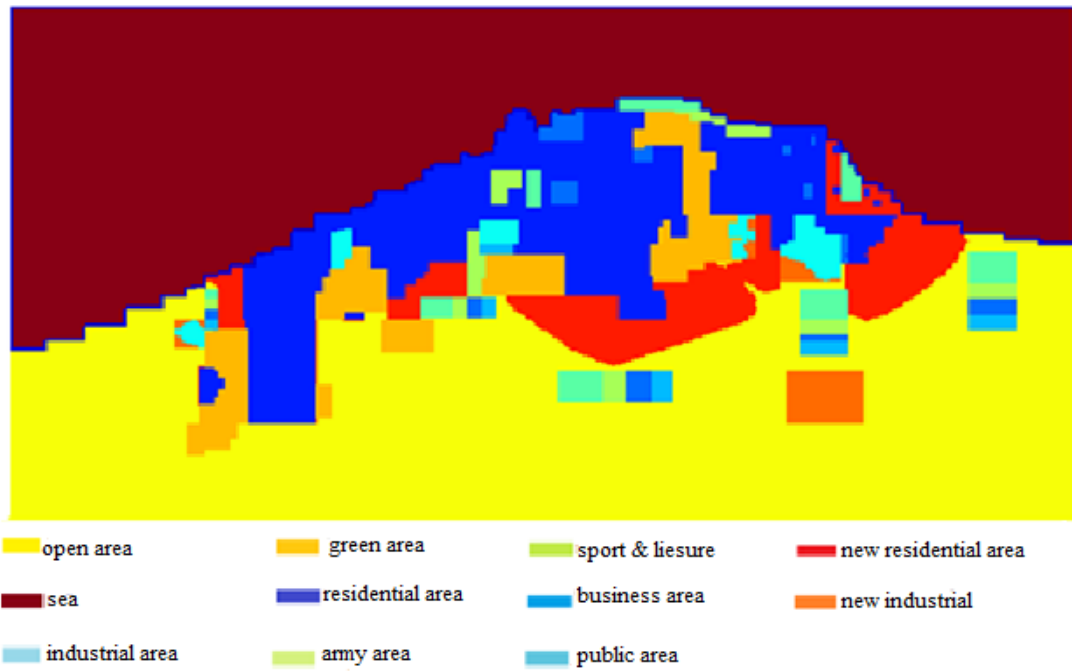 open area green area sport & liesure new residential area
sea residential area business area new industrial
industrial area army area public area